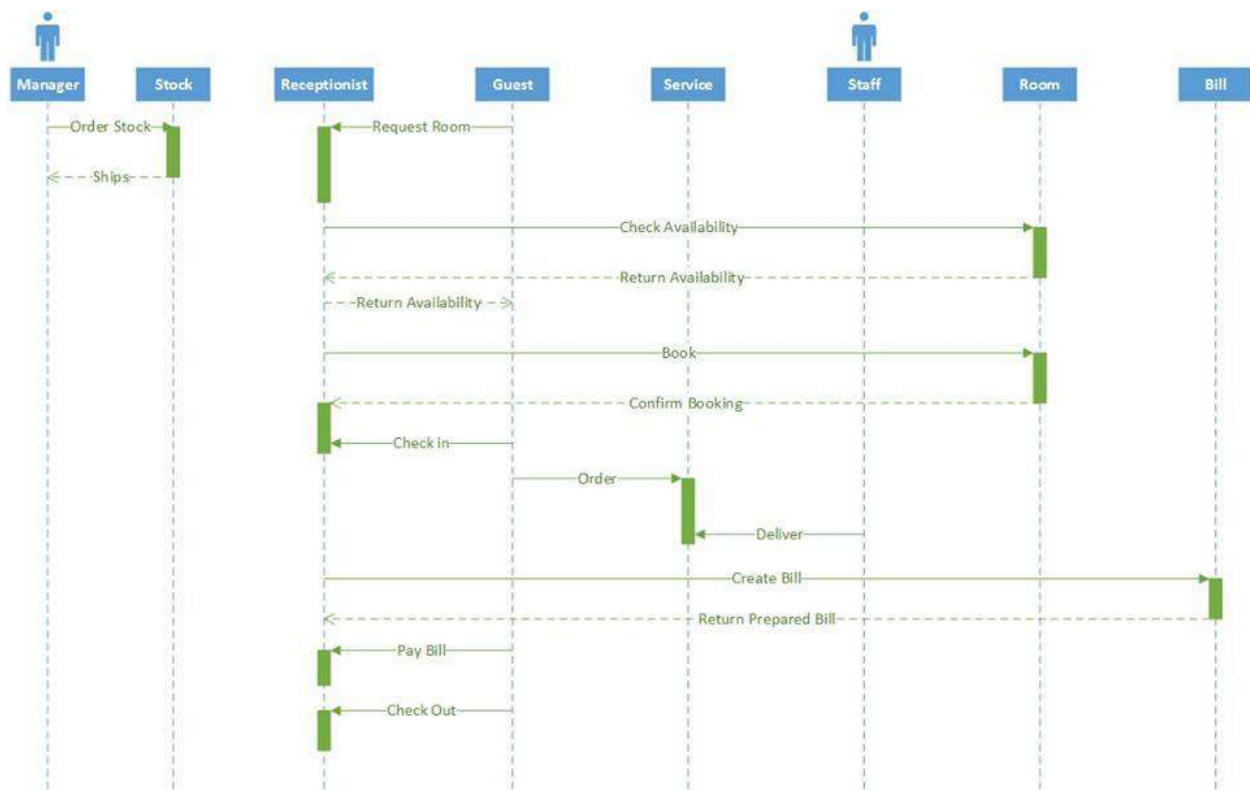 Manager
Stock
Receptionist
Guest
Service
Staff
Room
Bill
Order Stock
Request Room
Ships
Check Availability
Return Availability
Return Availability
Book
Confirm Booking
Check in
Order
Deliver
Create Bill
Return Prepared Bill
Pay Bill
Check Out